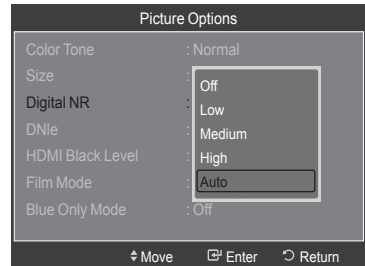 Picture Options
Color Tone : Normal
Size :
Off
Digital NR :
Low
DNIe :
Medium
HDMI Black Level :
High
Film Mode :
Auto
Blue Only Mode : Off
Move Enter Return